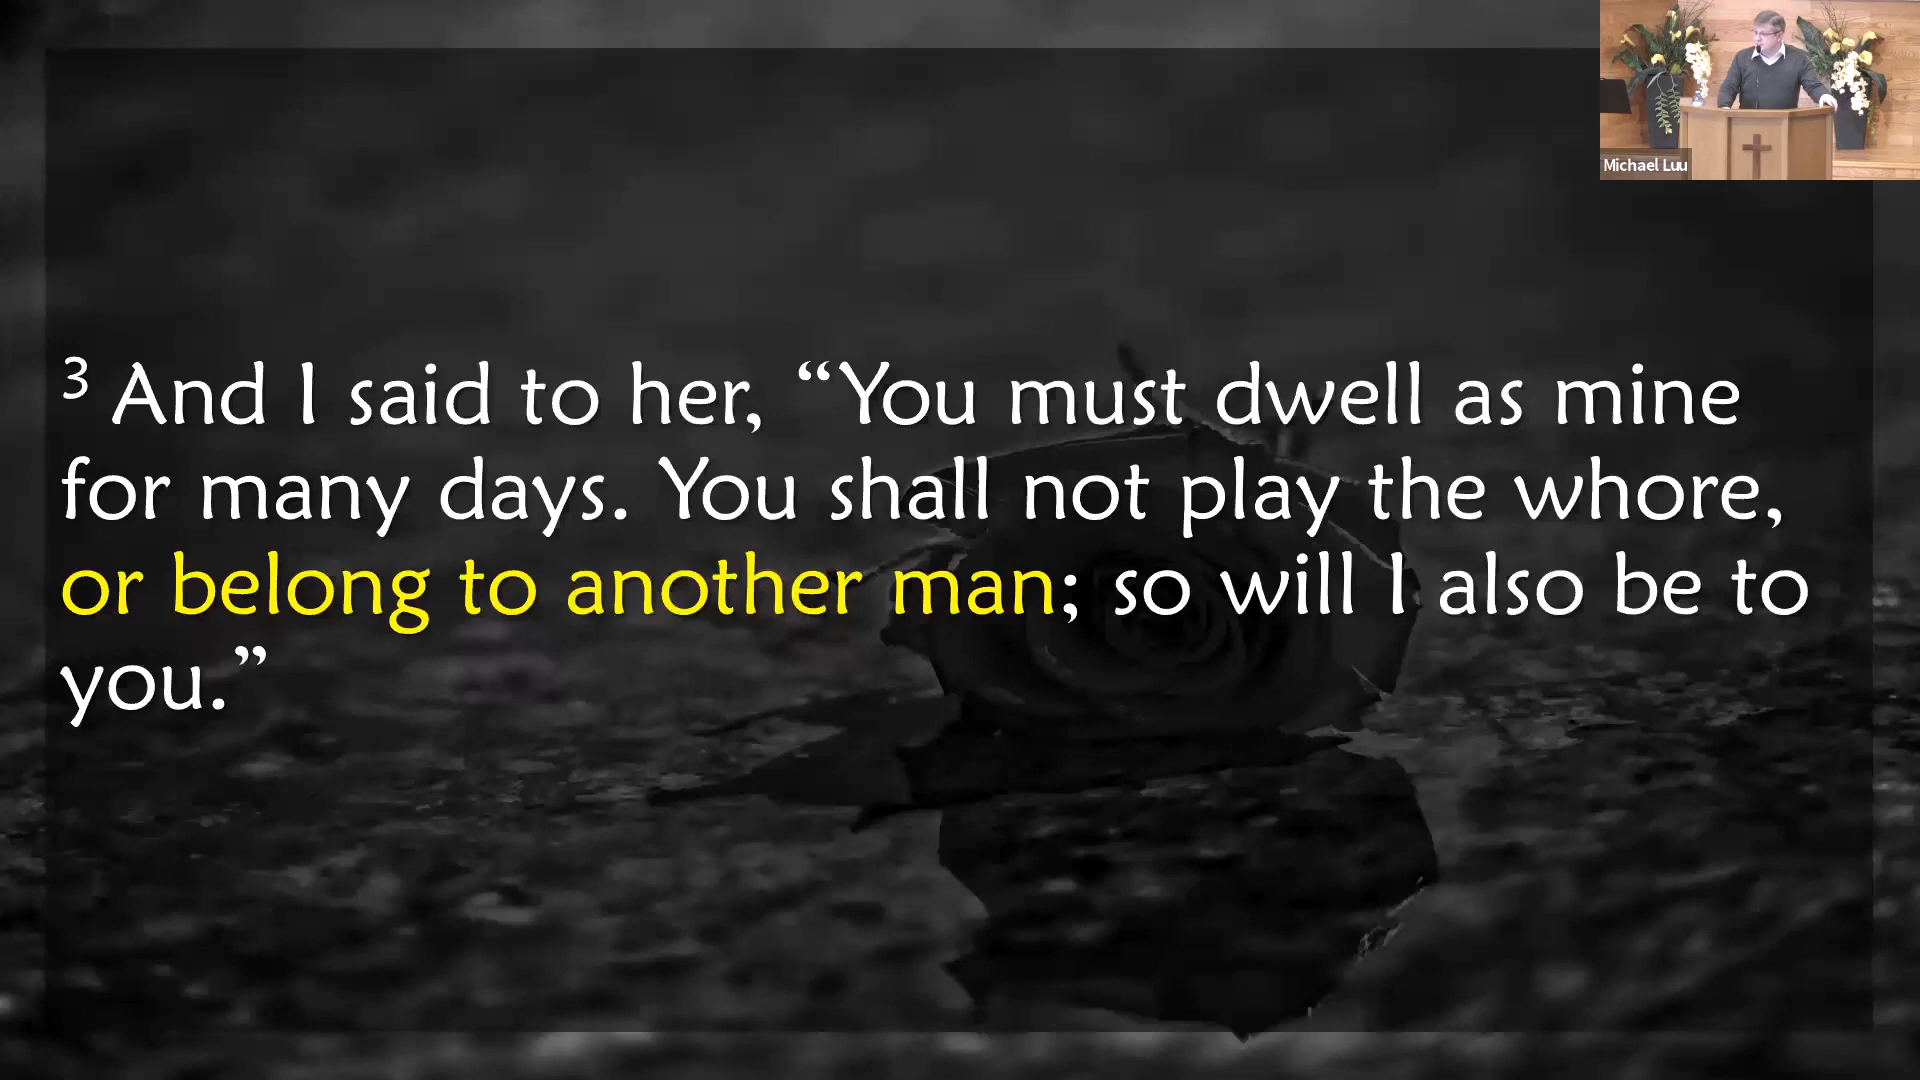 Michael Luu
3 And I said to her, “You must dwell as mine
for many days. You shall not play the whore,
or belong to another man; so will I also be to
you.”